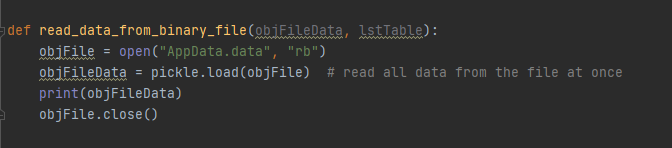 def read_data_from_binary_file(objFileData, lstTable):
    objFile = open("AppData.data", "rb")
    objFileData = pickle.load(objFile)  # read all data from the file at once
    print(objFileData)
    objFile.close()